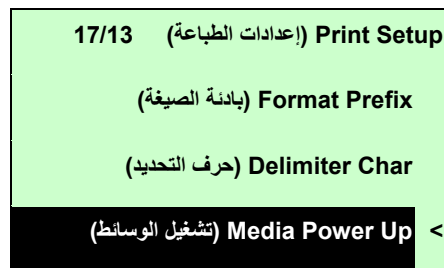 Print Setup (إعدادات الطباعة) 17/13
Format Prefix (بادئة الصيغة)
Delimiter Char (حرف التحديد)
> Media Power Up (تشغيل الوسائط)